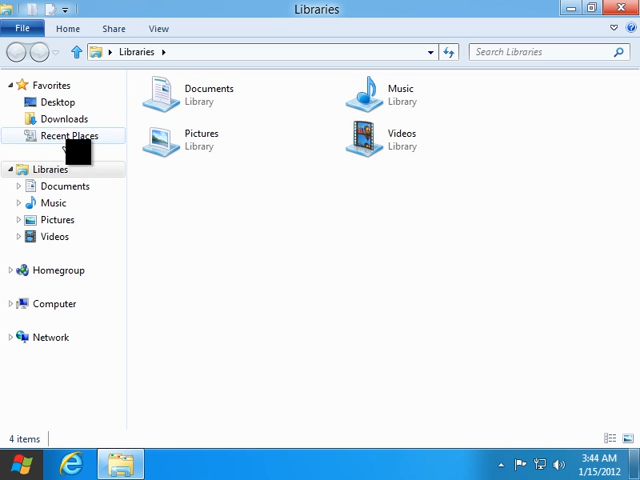 Libraries
File Home Share View
Libraries Search Libraries
Favorites
Desktop
Downloads
Recent Places
Libraries
Documents
Music
Pictures
Videos
Homegroup
Computer
Network
Documents
Library
Music
Library
Pictures
Library
Videos
Library
4 items
3:44 AM
1/15/2012